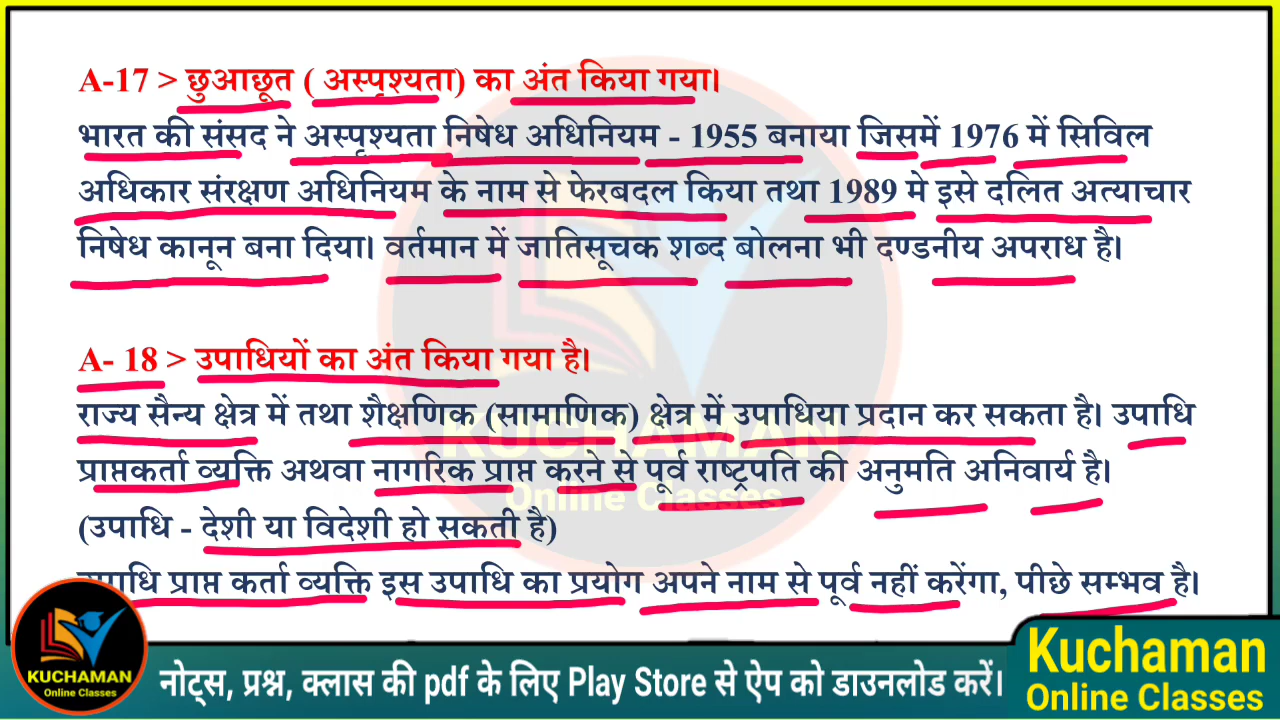 A-17 > छुआछूत ( अस्पृश्यता) का अंत किया गया।
भारत की संसद ने अस्पृश्यता निषेध अधिनियम - 1955 बनाया जिसमें 1976 में सिविल
अधिकार संरक्षण अधिनियम के नाम से फेरबदल किया तथा 1989 मे इसे दलित अत्याचार
निषेध कानून बना दिया। वर्तमान में जातिसूचक शब्द बोलना भी दण्डनीय अपराध है।
A- 18 > उपाधियों का अंत किया गया है।
राज्य सैन्य क्षेत्र में तथा शैक्षणिक (सामाणिक) क्षेत्र में उपाधिया प्रदान कर सकता है। उपाधि
प्राप्तकर्ता व्यक्ति अथवा नागरिक प्राप्त करने से पूर्व राष्ट्रपति की अनुमति अनिवार्य है।
(उपाधि - देशी या विदेशी हो सकती है)
उपाधि प्राप्त कर्ता व्यक्ति इस उपाधि का प्रयोग अपने नाम से पूर्व नहीं करेंगा, पीछे सम्भव है।
KUCHAMAN
Online Classes
KUCHAMAN
Online Classes
नोट्स, प्रश्न, क्लास की pdf के लिए Play Store से ऐप को डाउनलोड करें।
Kuchaman
Online Classes